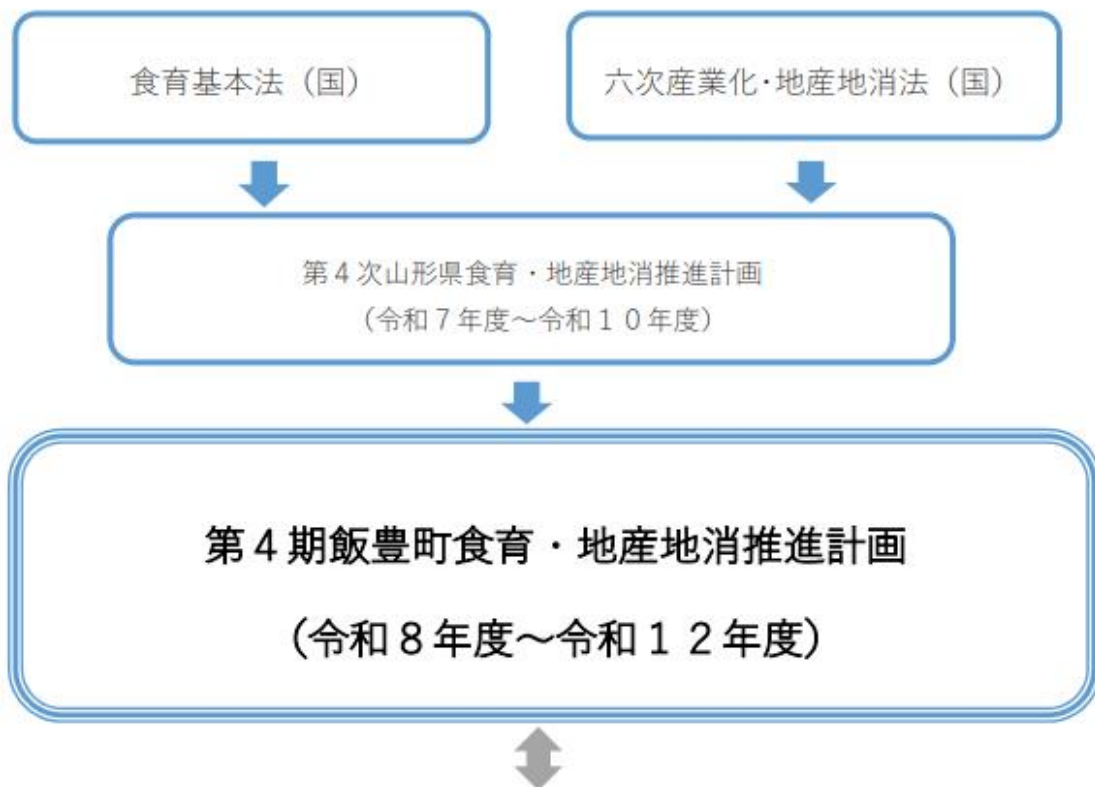 食育基本法（国）
六次産業化・地産地消法（国）
第４次山形県食育・地産地消推進計画
（令和７年度～令和１０年度）
第４期飯豊町食育・地産地消推進計画
（令和８年度～令和１２年度）